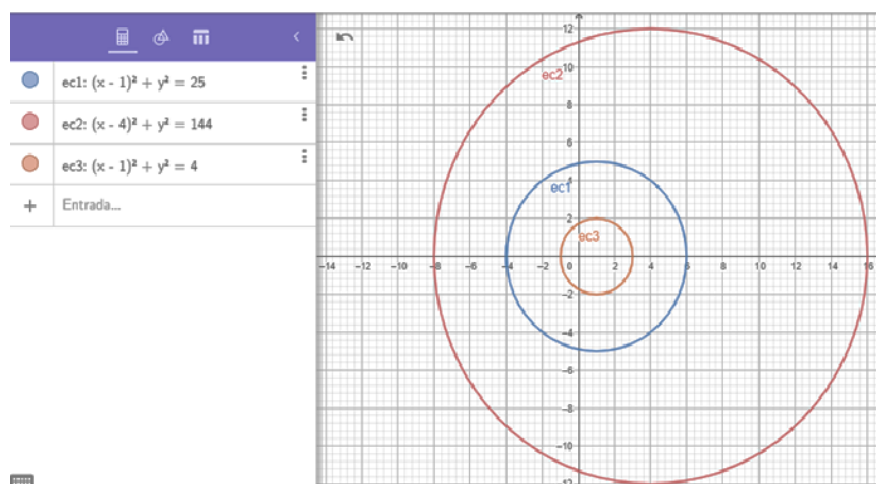 ec1: (x - 1)² + y² = 25
ec2: (x - 4)² + y² = 144
ec3: (x - 1)² + y² = 4
+ Entrada...
12
ec2
10
8
6
4
ec1
2
ec3
-14 -12 -10 -8 -6 -4 -2 0 2 4 6 8 10 12 14 16
-2
-4
-6
-8
-10
-12